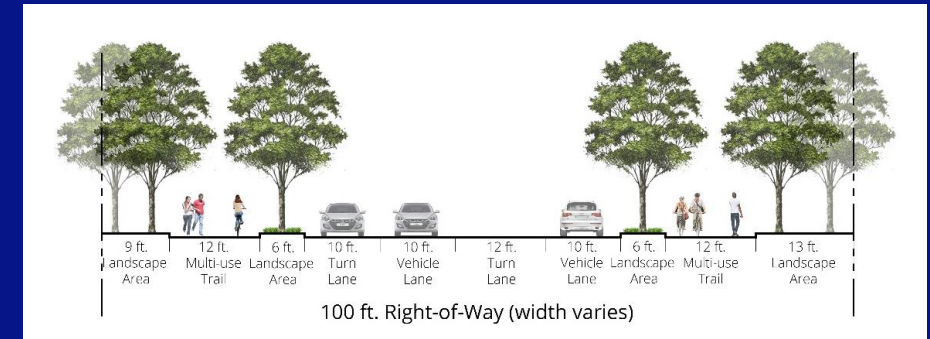 9 ft. 12 ft. 6 ft. 10 ft. 10 ft. 12 ft. 10 ft. 6 ft. 12 ft. 13 ft.
Landscape Multi-use Landscape Turn Vehicle Turn Vehicle Landscape Multi-use Landscape
Area Trail Area Lane Lane Lane Lane Area Trail Area
100 ft. Right-of-Way (width varies)